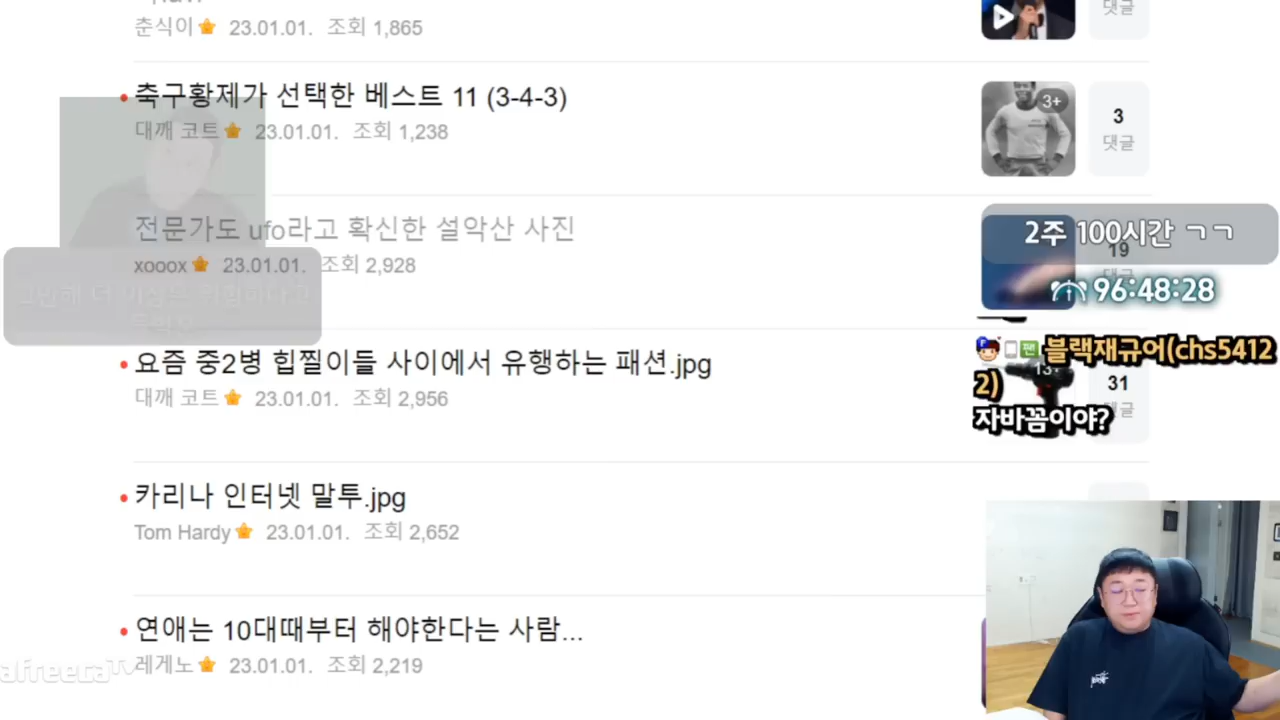 춘식이 23.01.01. 조회 1,865
댓글
축구황제가 선택한 베스트 11 (3-4-3)
대깨 코트 23.01.01. 조회 1,238
3+
3
댓글
전문가도 ufo라고 확신한 설악산 사진
xooox 23.01.01. 조회 2,928
2주 100시간 ㄱㄱ
19
댓글
96:48:28
요즘 중2병 힙찔이들 사이에서 유행하는 패션.jpg
대깨 코트 23.01.01. 조회 2,956
13+
31
댓글
팬 블랙재규어(chs5412
2)
자바꼼이야?
카리나 인터넷 말투.jpg
Tom Hardy 23.01.01. 조회 2,652
연애는 10대때부터 해야한다는 사람...
레게노 23.01.01. 조회 2,219
afreecaTV